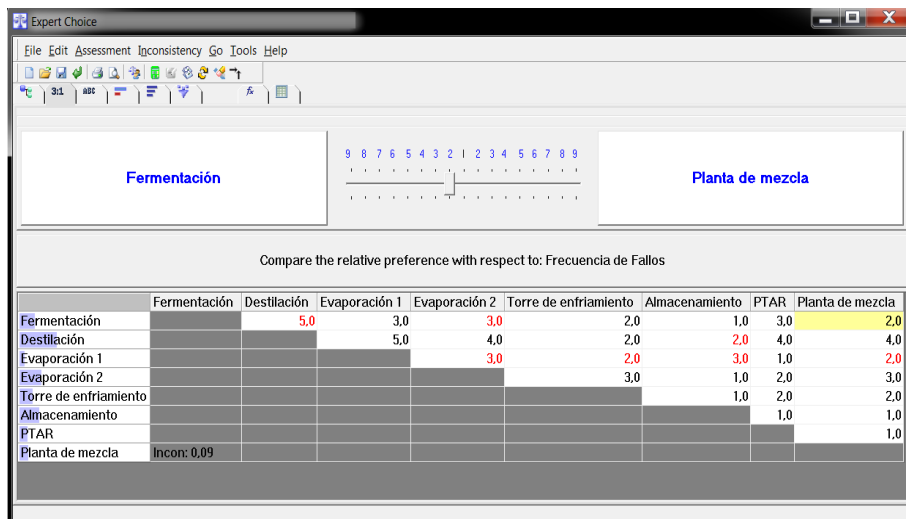 Expert Choice
File Edit Assessment Inconsistency Go Tools Help
3:1 ABC fx
9 8 7 6 5 4 3 2 1 2 3 4 5 6 7 8 9
Fermentación Planta de mezcla
Compare the relative preference with respect to: Frecuencia de Fallos
Fermentación Destilación Evaporación 1 Evaporación 2 Torre de enfriamiento Almacenamiento PTAR Planta de mezcla
Fermentación 5,0 3,0 3,0 2,0 1,0 3,0 2,0
Destilación 5,0 4,0 2,0 2,0 4,0 4,0
Evaporación 1 3,0 2,0 3,0 1,0 2,0
Evaporación 2 3,0 1,0 2,0 3,0
Torre de enfriamiento 1,0 2,0 2,0
Almacenamiento 1,0 1,0
PTAR 1,0
Planta de mezcla Incon: 0,09